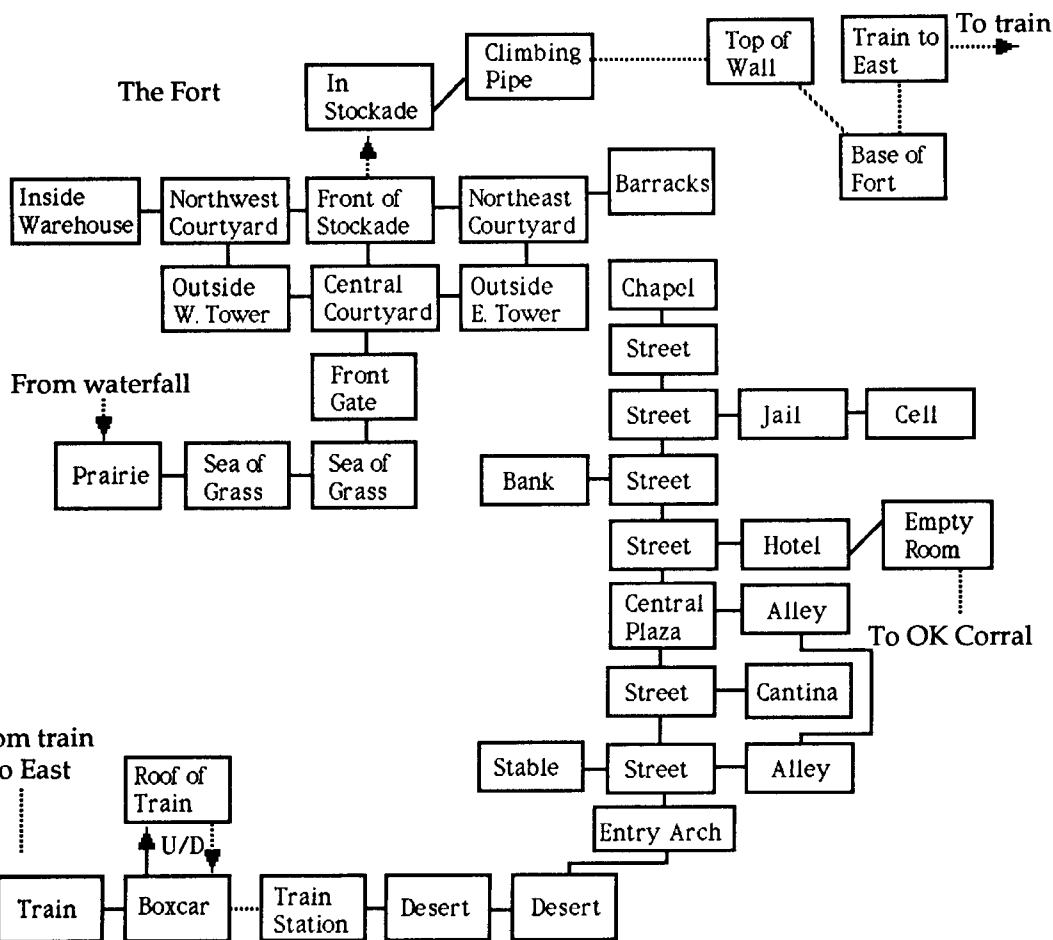 To train
Climbing
Pipe
Top of
Wall
Train to
East
The Fort
In
Stockade
Base of
Fort
Inside
Warehouse
Northwest
Courtyard
Front of
Stockade
Northeast
Courtyard
Barracks
Outside
W. Tower
Central
Courtyard
Outside
E. Tower
Chapel
Street
From waterfall
Front
Gate
Street
Jail
Cell
Prairie
Sea of
Grass
Sea of
Grass
Bank
Street
Street
Hotel
Empty
Room
Central
Plaza
Alley
To OK Corral
Street
Cantina
om train
o East
Roof of
Train
U/D
Stable
Street
Alley
Entry Arch
Train
Boxcar
Train
Station
Desert
Desert